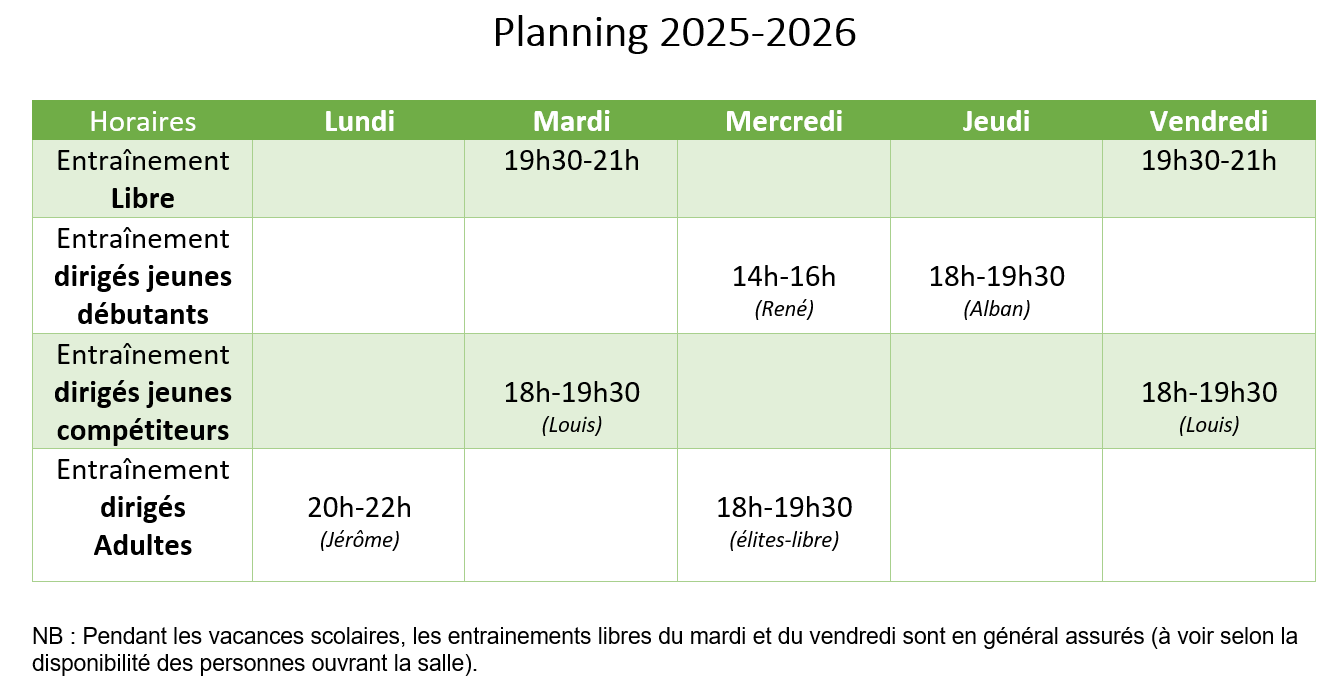 Planning 2025-2026
Horaires Lundi Mardi Mercredi Jeudi Vendredi
Entraînement 19h30-21h 19h30-21h
Libre
Entraînement
dirigés jeunes 14h-16h 18h-19h30
débutants (René) (Alban)
Entraînement
dirigés jeunes 18h-19h30 18h-19h30
compétiteurs (Louis) (Louis)
Entraînement
dirigés 20h-22h 18h-19h30
Adultes (Jérôme) (élites-libre)
NB : Pendant les vacances scolaires, les entrainements libres du mardi et du vendredi sont en général assurés (à voir selon la
disponibilité des personnes ouvrant la salle).